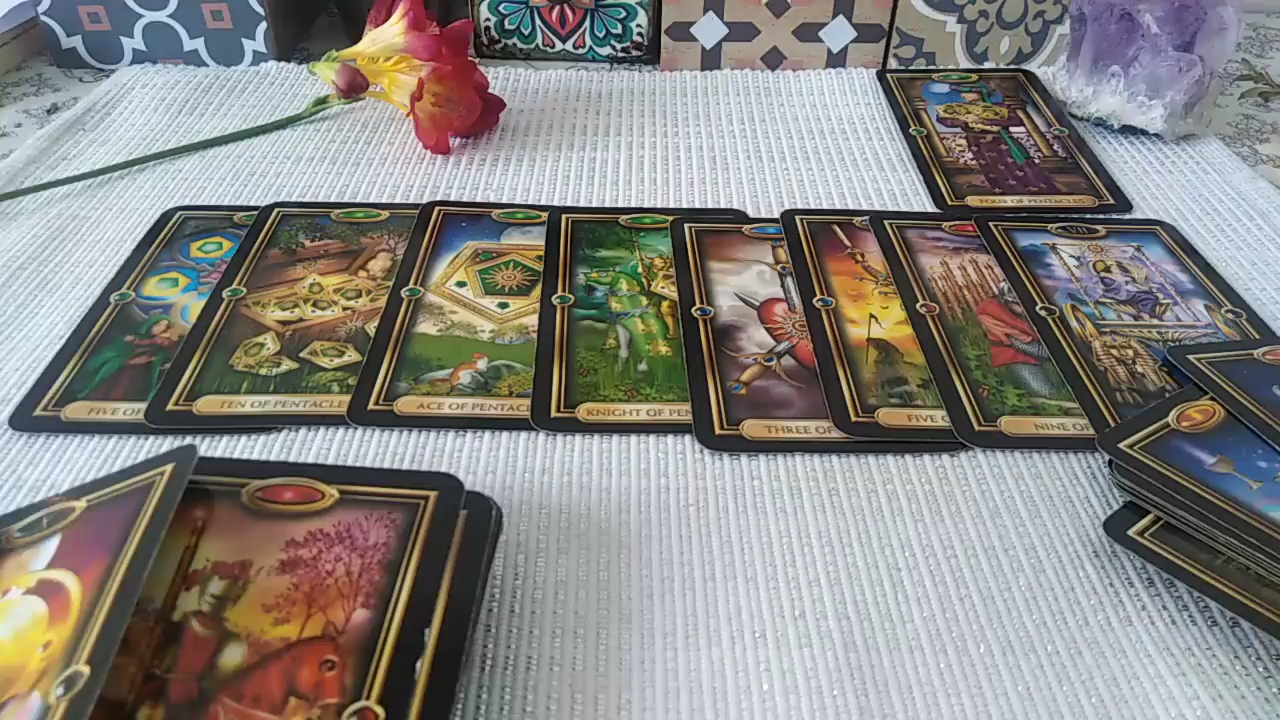 FOUR OF PENTACLES
VII
FIVE OF
TEN OF PENTACLE
ACE OF PENTAC
KNIGHT OF PEN
THREE OF
FIVE
NINE OF